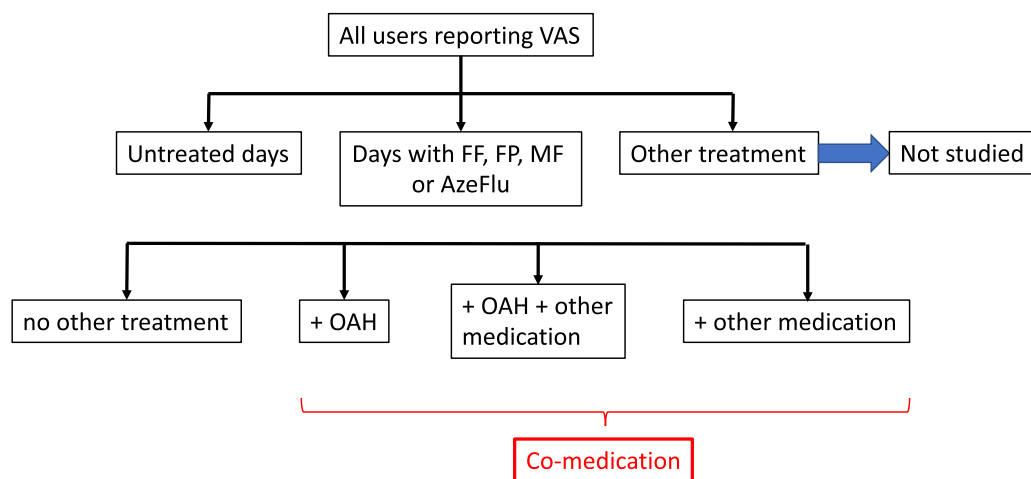 All users reporting VAS
Untreated days
Days with FF, FP, MF
or AzeFlu
Other treatment
Not studied
no other treatment
+ OAH
+ OAH + other
medication
+ other medication
Co-medication